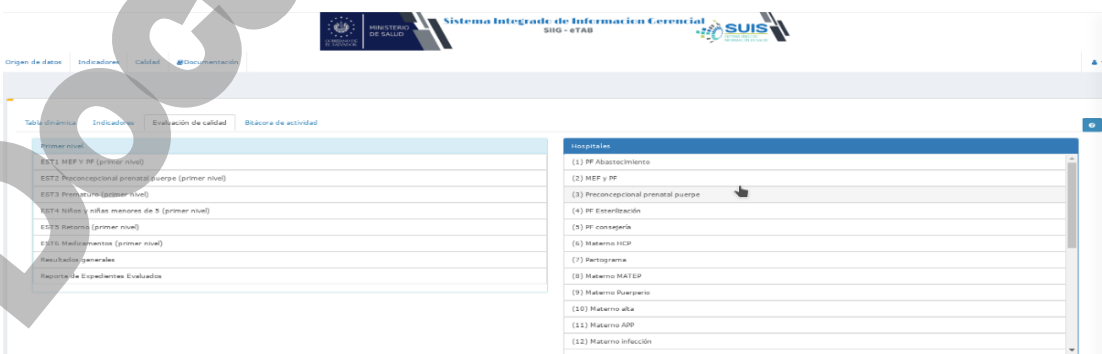 GOBIERNO DE
EL SALVADOR
MINISTERIO
DE SALUD
Sistema Integrado de Informacion Gerencial
SIIG - eTAB
SUIS
Origen de datos Indicadores Calidad Documentación
Tabla dinámica Indicadores Evaluación de calidad Bitácora de actividad
Primer nivel
EST1 MEF Y PF (primer nivel)
EST2 Preconcepcional prenatal puerpe (primer nivel)
EST3 Prematuro (primer nivel)
EST4 Niños y niñas menores de 5 (primer nivel)
EST5 Retorno (primer nivel)
EST6 Medicamentos (primer nivel)
Resultados generales
Reporte de Expedientes Evaluados
Hospitales
(1) PF Abastecimiento
(2) MEF y PF
(3) Preconcepcional prenatal puerpe
(4) PF Esterilización
(5) PF consejería
(6) Materno HCP
(7) Partograma
(8) Materno MATEP
(9) Materno Puerperio
(10) Materno alta
(11) Materno APP
(12) Materno infección